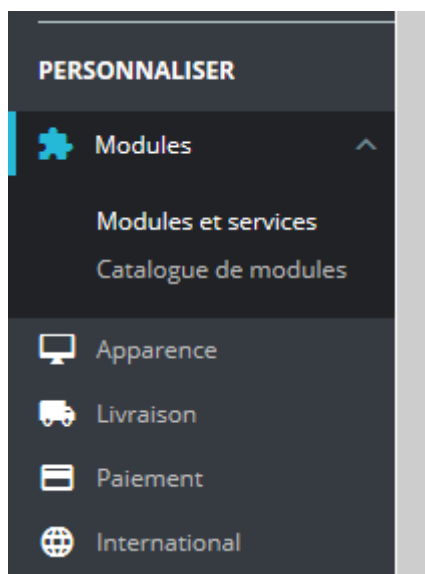 PERSONNALISER
Modules
Modules et services
Catalogue de modules
Apparence
Livraison
Paiement
International